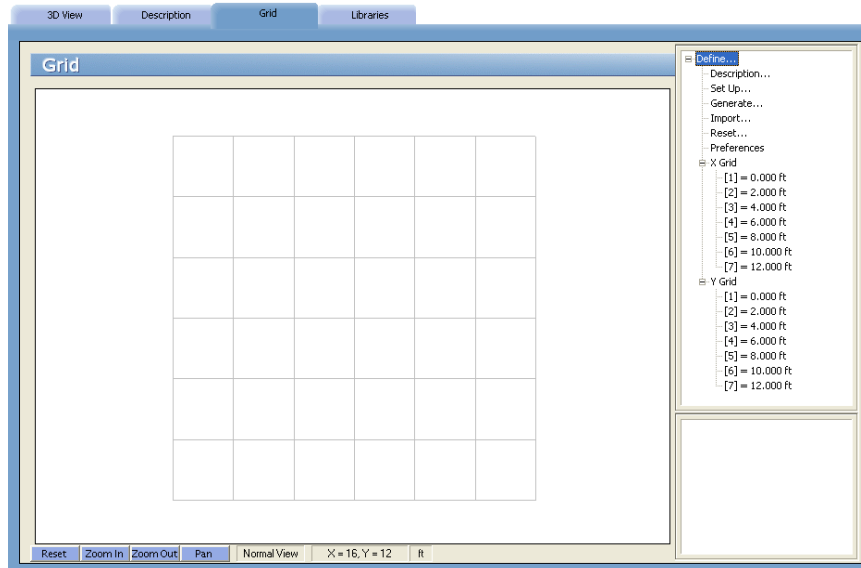 3D View Description Grid Libraries
Grid
Define...
Description...
Set Up...
Generate...
Import...
Reset...
Preferences
X Grid
[1] = 0.000 ft
[2] = 2.000 ft
[3] = 4.000 ft
[4] = 6.000 ft
[5] = 8.000 ft
[6] = 10.000 ft
[7] = 12.000 ft
Y Grid
[1] = 0.000 ft
[2] = 2.000 ft
[3] = 4.000 ft
[4] = 6.000 ft
[5] = 8.000 ft
[6] = 10.000 ft
[7] = 12.000 ft
Reset Zoom In Zoom Out Pan Normal View X = 16, Y = 12 ft